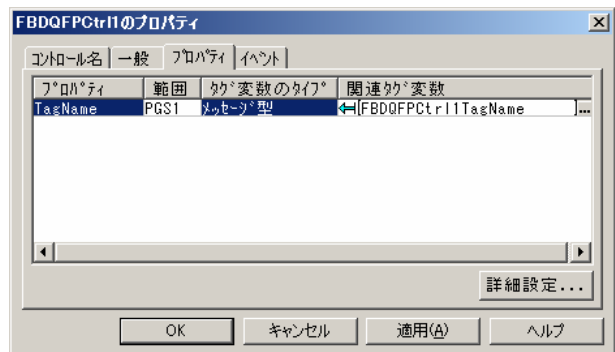 FBDQFPCtrl1のプロパティ
コントロール名 一般 プロパティ イベント
プロパティ 範囲 タグ変数のタイプ 関連タグ変数
TagName PGS1 メッセージ型 FBDQFPCtrl1TagName ...
詳細設定...
OK キャンセル 適用(A) ヘルプ